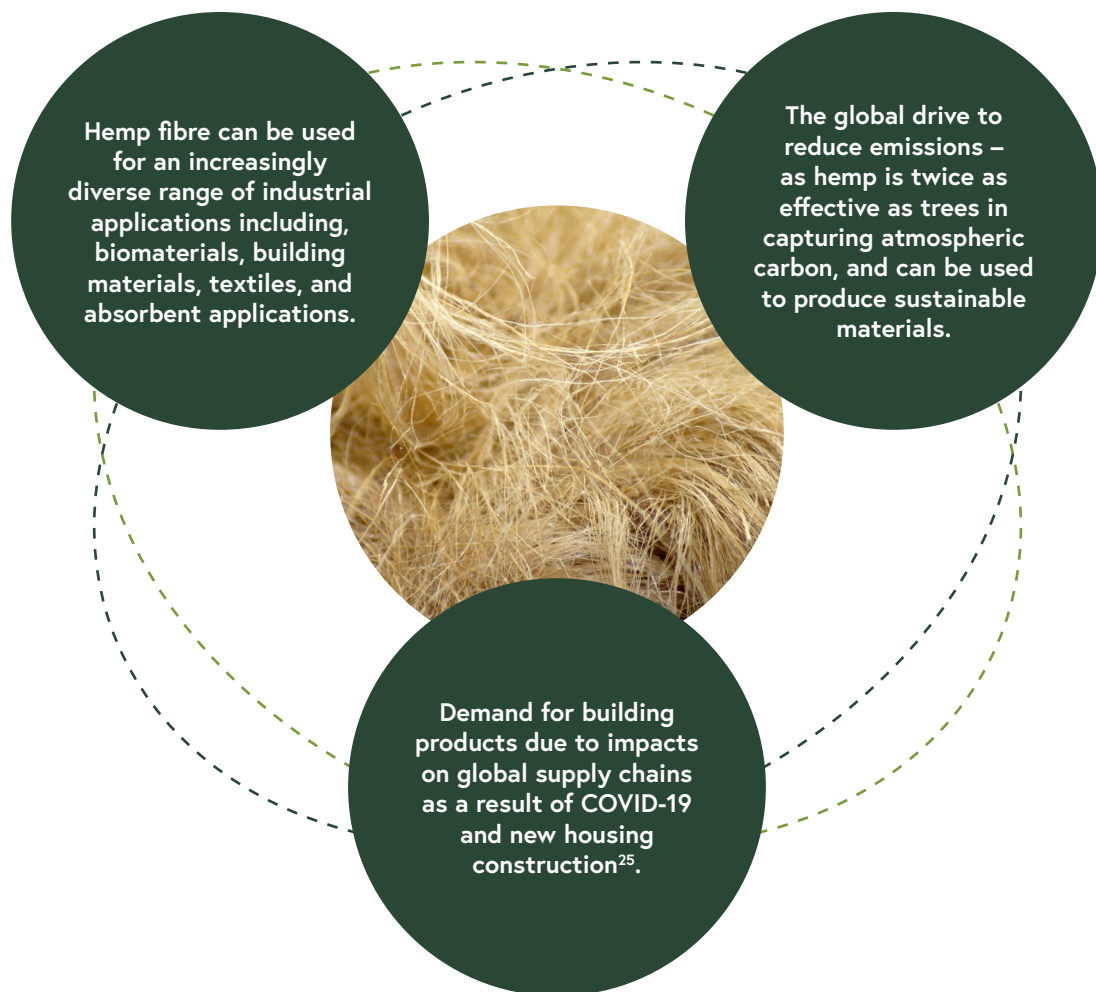 Hemp fibre can be used
for an increasingly
diverse range of industrial
applications including,
biomaterials, building
materials, textiles, and
absorbent applications.
The global drive to
reduce emissions –
as hemp is twice as
effective as trees in
capturing atmospheric
carbon, and can be used
to produce sustainable
materials.
Demand for building
products due to impacts
on global supply chains
as a result of COVID-19
and new housing
construction²⁵.